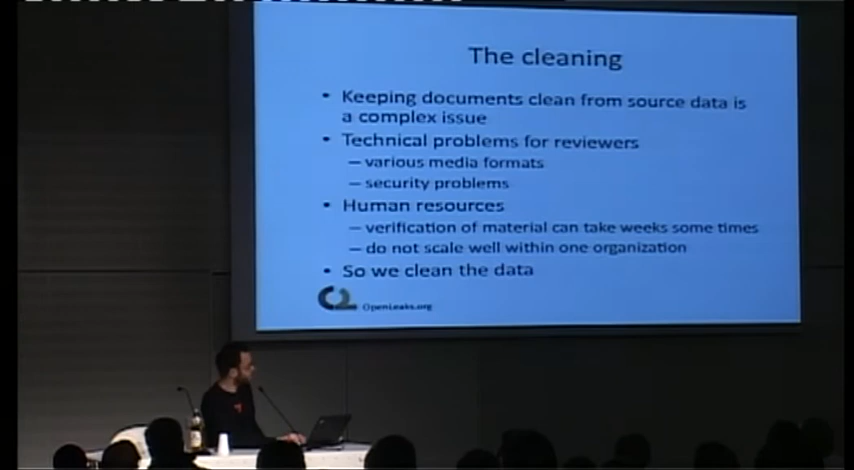 The cleaning
• Keeping documents clean from source data is
a complex issue
• Technical problems for reviewers
– various media formats
– security problems
• Human resources
– verification of material can take weeks some times
– do not scale well within one organization
• So we clean the data
OpenLeaks.org